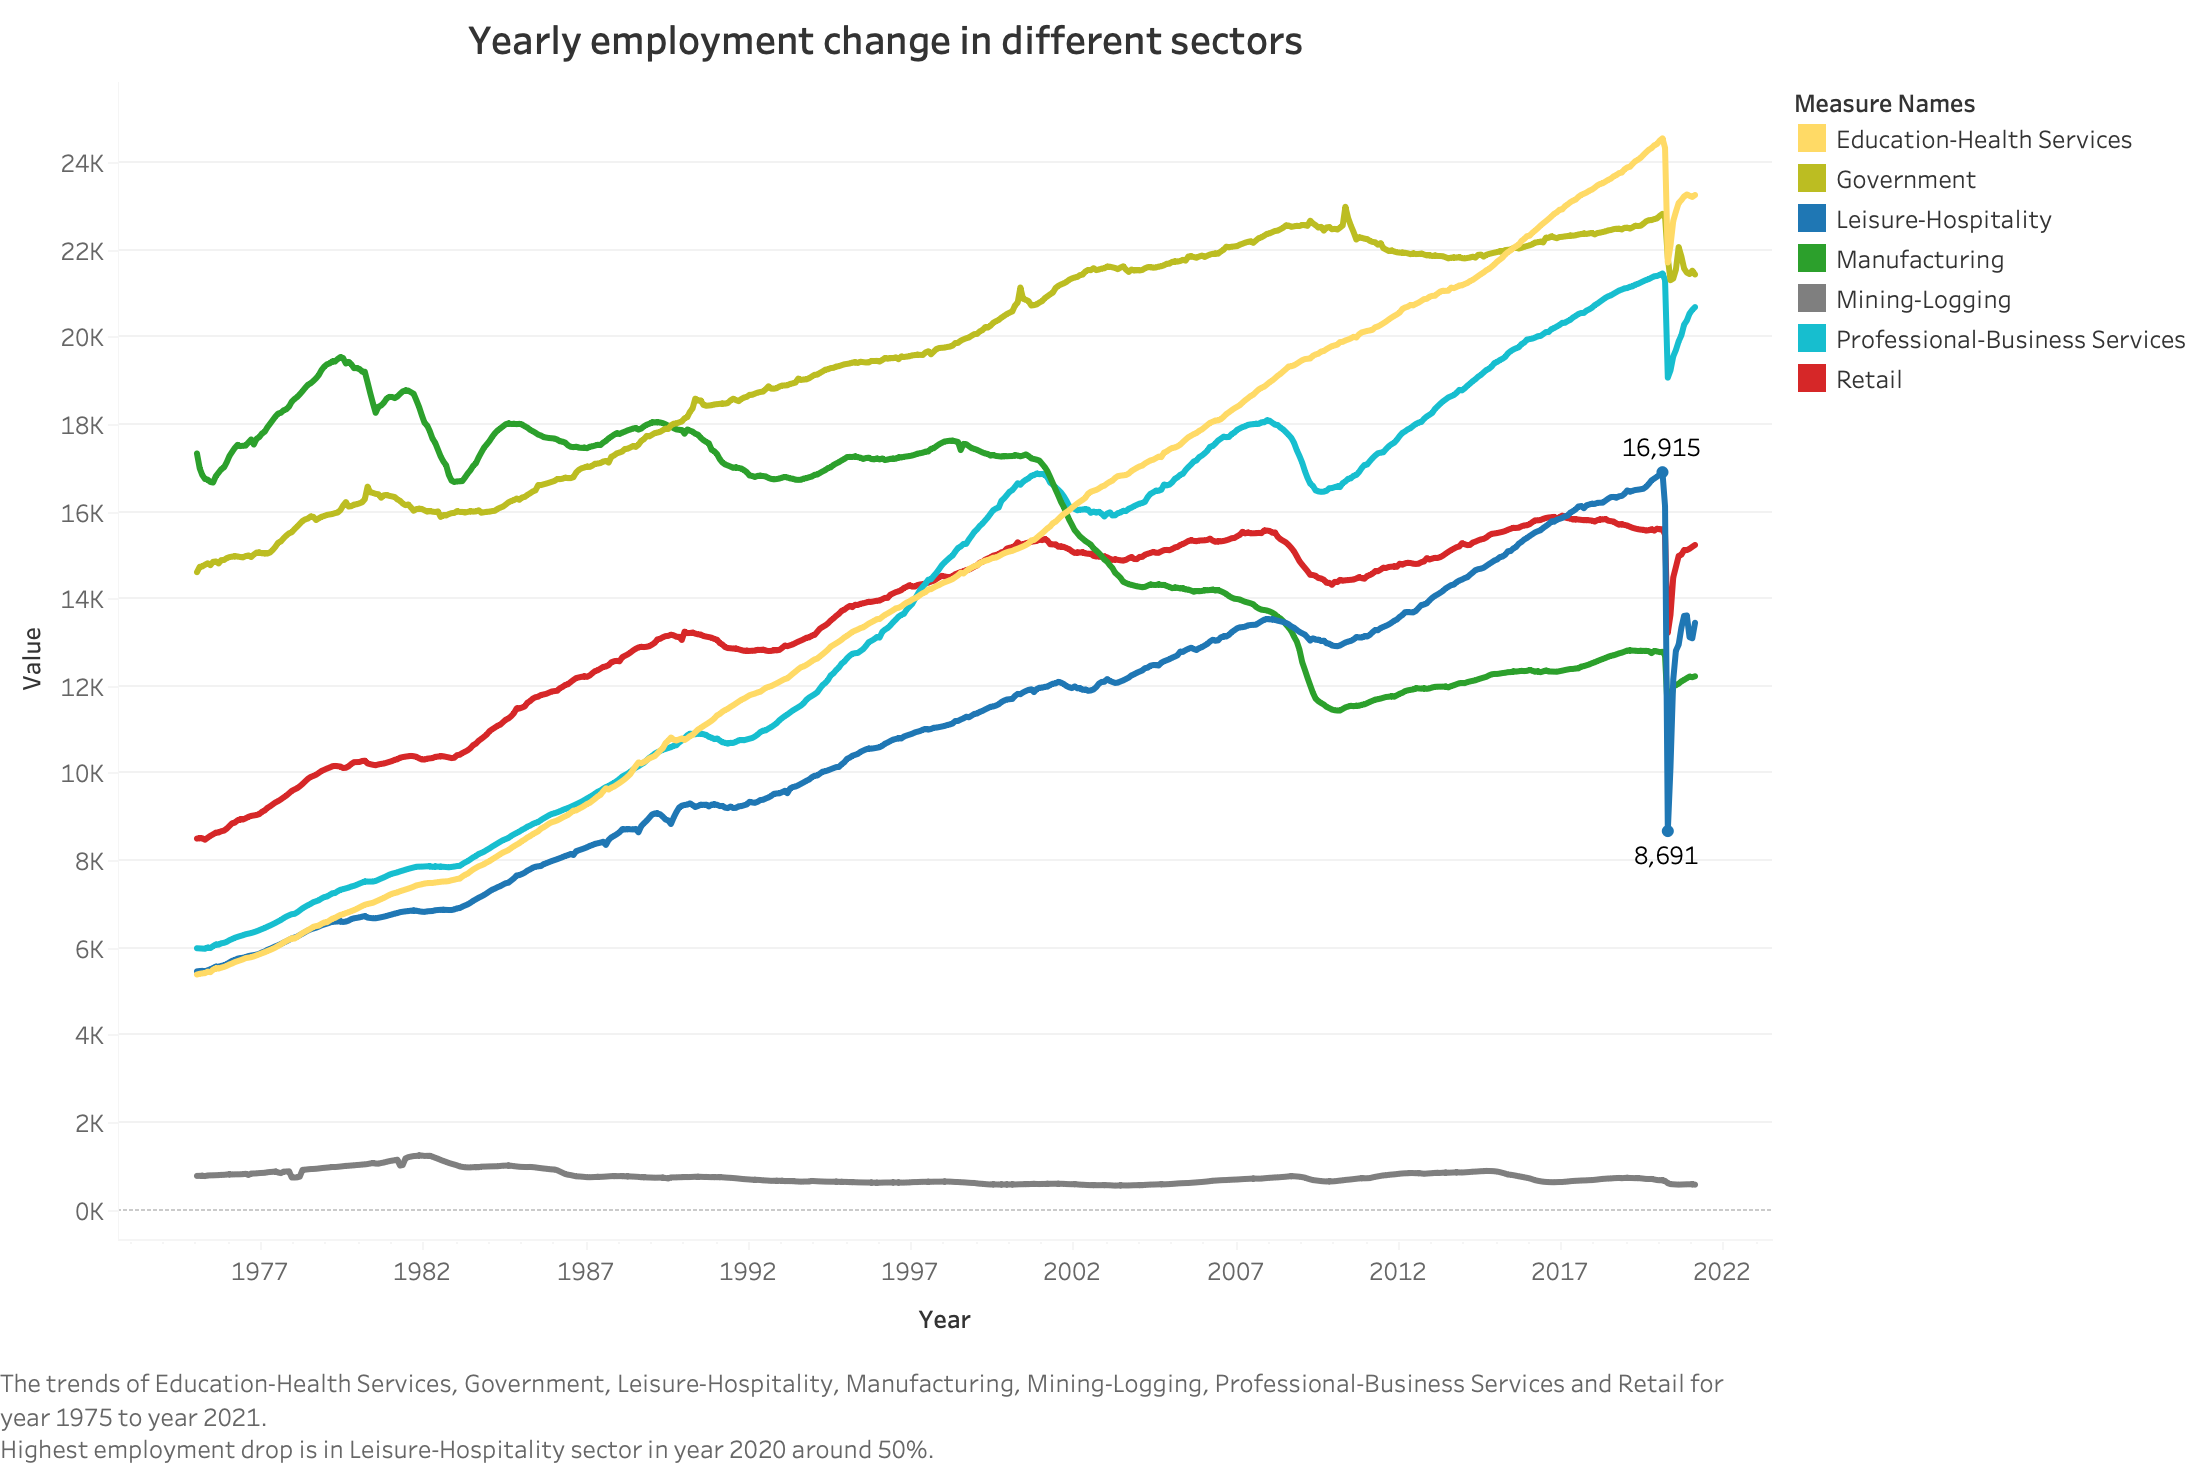 Yearly employment change in different sectors
Measure Names
Education-Health Services
Government
Leisure-Hospitality
Manufacturing
Mining-Logging
Professional-Business Services
Retail
24K
22K
20K
18K
16K
14K
12K
10K
8K
6K
4K
2K
0K
Value
16,915
8,691
1977
1982
1987
1992
1997
2002
2007
2012
2017
2022
Year
The trends of Education-Health Services, Government, Leisure-Hospitality, Manufacturing, Mining-Logging, Professional-Business Services and Retail for
year 1975 to year 2021.
Highest employment drop is in Leisure-Hospitality sector in year 2020 around 50%.